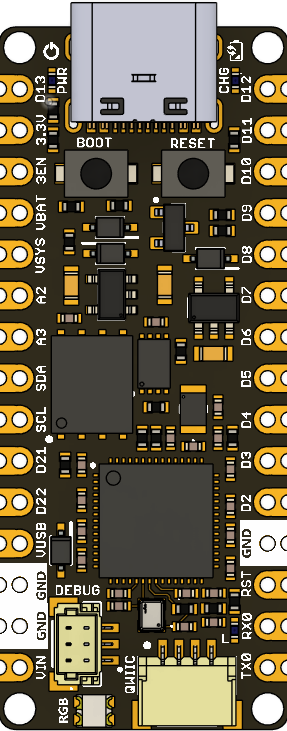 PWR
CHG
D13
3.3V
3EN
VBAT
VSYS
A2
A3
SDA
SCL
D21
D22
VUSB
GND
GND
VIN
BOOT
RESET
DEBUG
QWIIC
RGB
D12
D11
D10
D9
D8
D7
D6
D5
D4
D3
D2
GND
RST
RX0
TX0